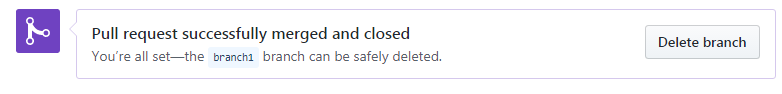 Pull request successfully merged and closed
You’re all set—the branch1 branch can be safely deleted.
Delete branch